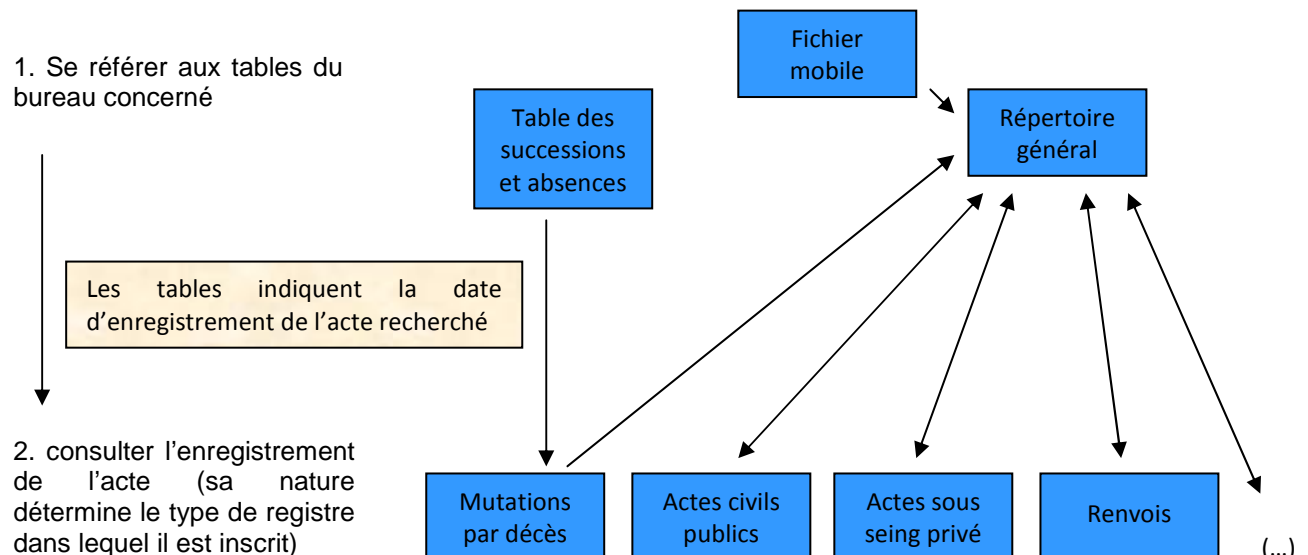 1. Se référer aux tables du
bureau concerné
Fichier
mobile
Table des
successions
et absences
Répertoire
général
Les tables indiquent la date
d’enregistrement de l’acte recherché
2. consulter l’enregistrement
de l’acte (sa nature
détermine le type de registre
dans lequel il est inscrit)
Mutations
par décès
Actes civils
publics
Actes sous
seing privé
Renvois
(…)